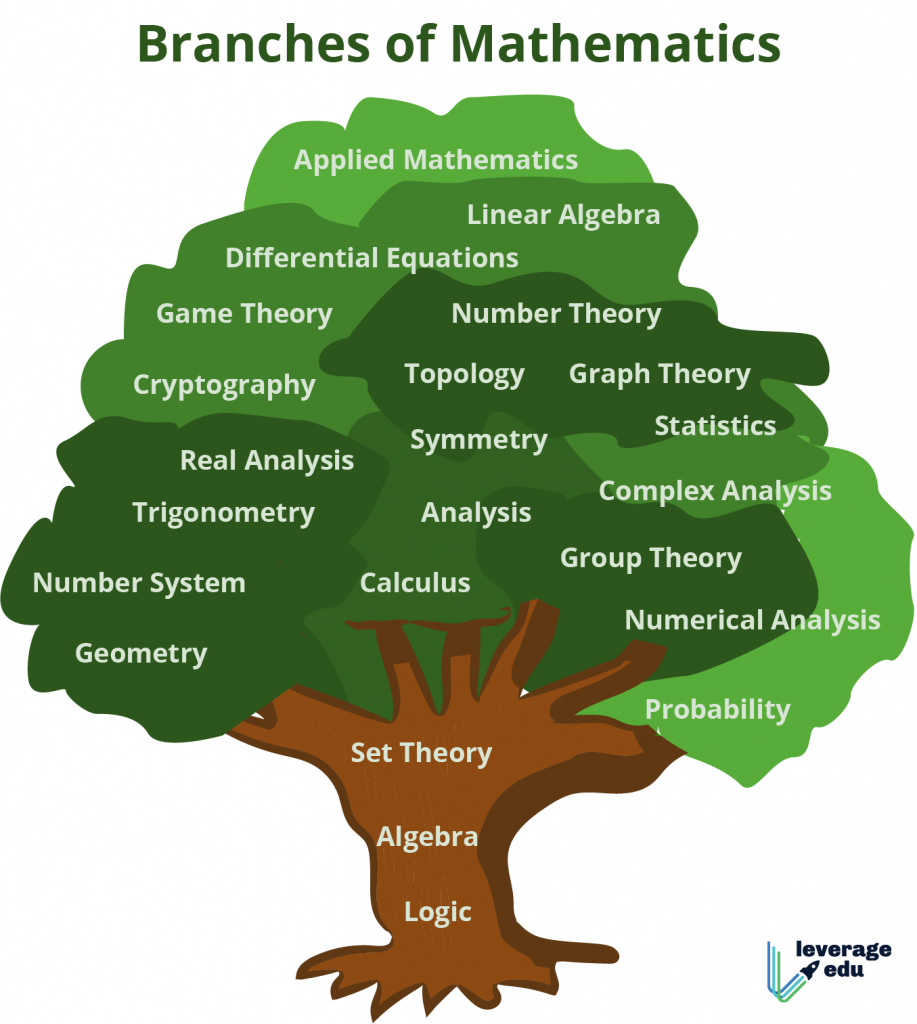 Branches of Mathematics
Applied Mathematics
Linear Algebra
Differential Equations
Game Theory
Number Theory
Cryptography
Topology
Graph Theory
Statistics
Symmetry
Real Analysis
Complex Analysis
Trigonometry
Analysis
Group Theory
Number System
Calculus
Numerical Analysis
Geometry
Probability
Set Theory
Algebra
Logic
leverage
edu